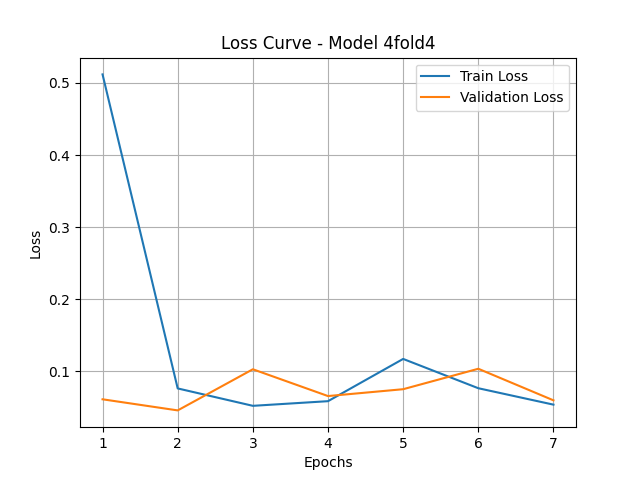 Loss Curve - Model 4fold4
Train Loss
Validation Loss
0.5
0.4
0.3
0.2
0.1
Loss
1 2 3 4 5 6 7
Epochs